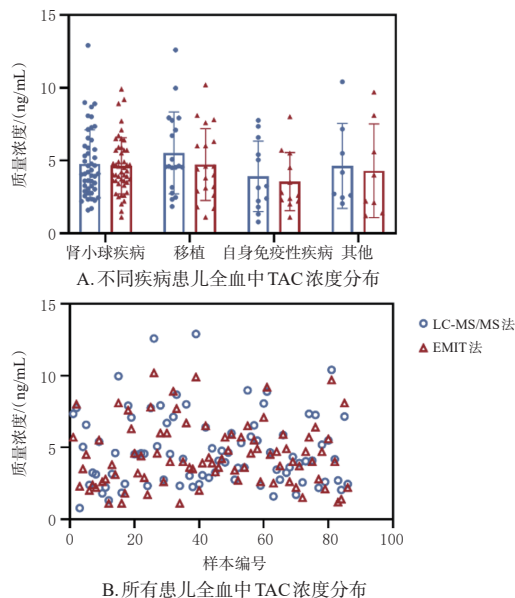 质量浓度/(ng/mL)
15
10
5
0
肾小球疾病 移植 自身免疫性疾病 其他
A.不同疾病患儿全血中TAC浓度分布
质量浓度/(ng/mL)
15
10
5
0
0 20 40 60 80 100
样本编号
LC-MS/MS法
EMIT法
B.所有患儿全血中TAC浓度分布